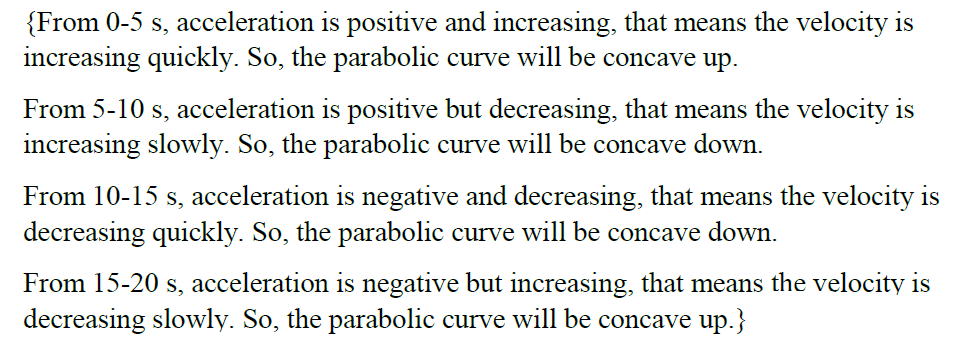 {From 0-5 s, acceleration is positive and increasing, that means the velocity is
increasing quickly. So, the parabolic curve will be concave up.
From 5-10 s, acceleration is positive but decreasing, that means the velocity is
increasing slowly. So, the parabolic curve will be concave down.
From 10-15 s, acceleration is negative and decreasing, that means the velocity is
decreasing quickly. So, the parabolic curve will be concave down.
From 15-20 s, acceleration is negative but increasing, that means the velocity is
decreasing slowly. So, the parabolic curve will be concave up.}